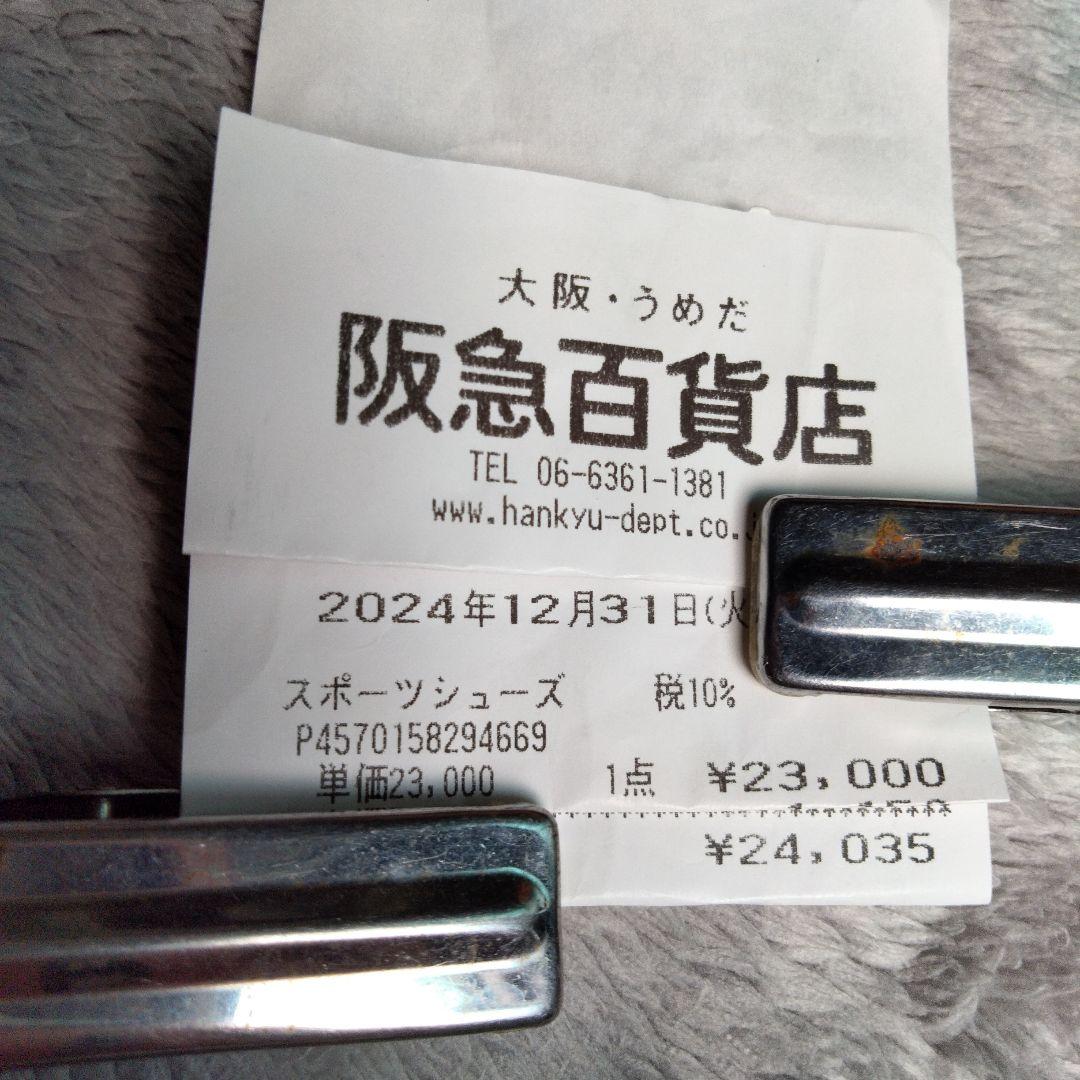 大阪・うめだ
阪急百貨店
TEL 06-6361-1381
www.hankyu-dept.co.
2024年12月31日(火
スポーツシューズ 税10%
P4570158294669
単価23,000 1点 ¥23,000
¥24,035